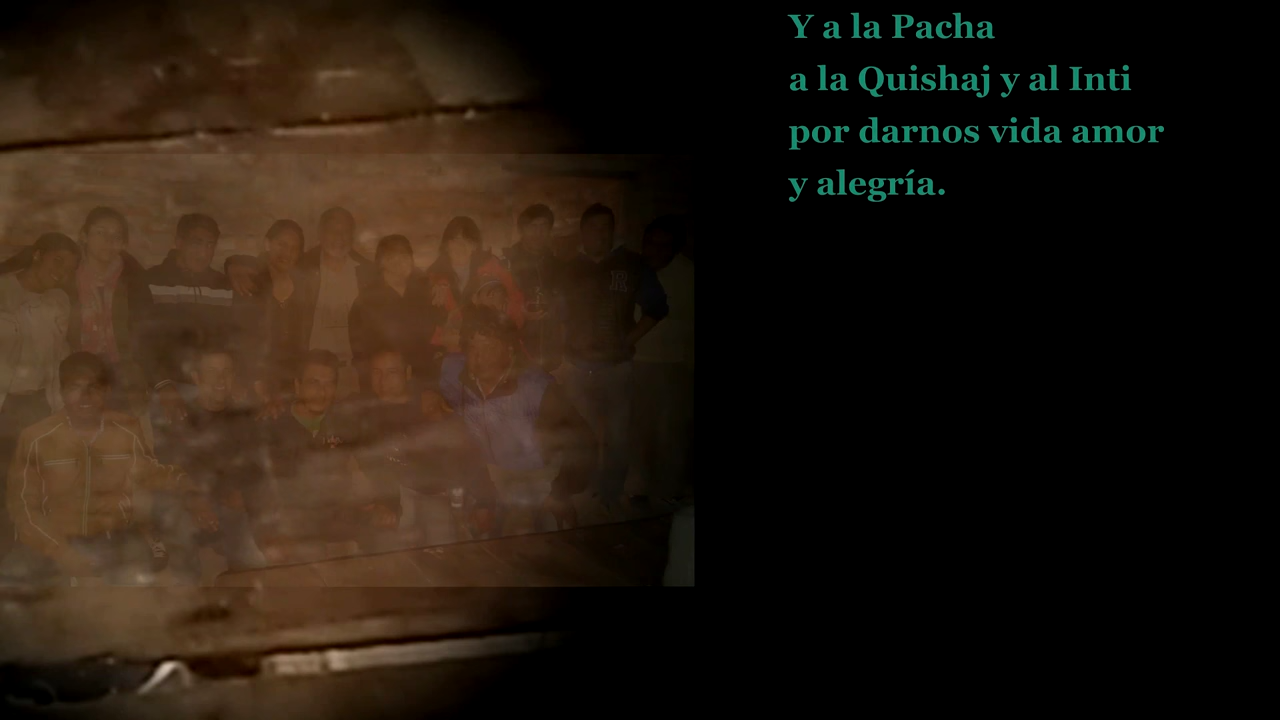 Y a la Pacha
a la Quishaj y al Inti
por darnos vida amor
y alegría.